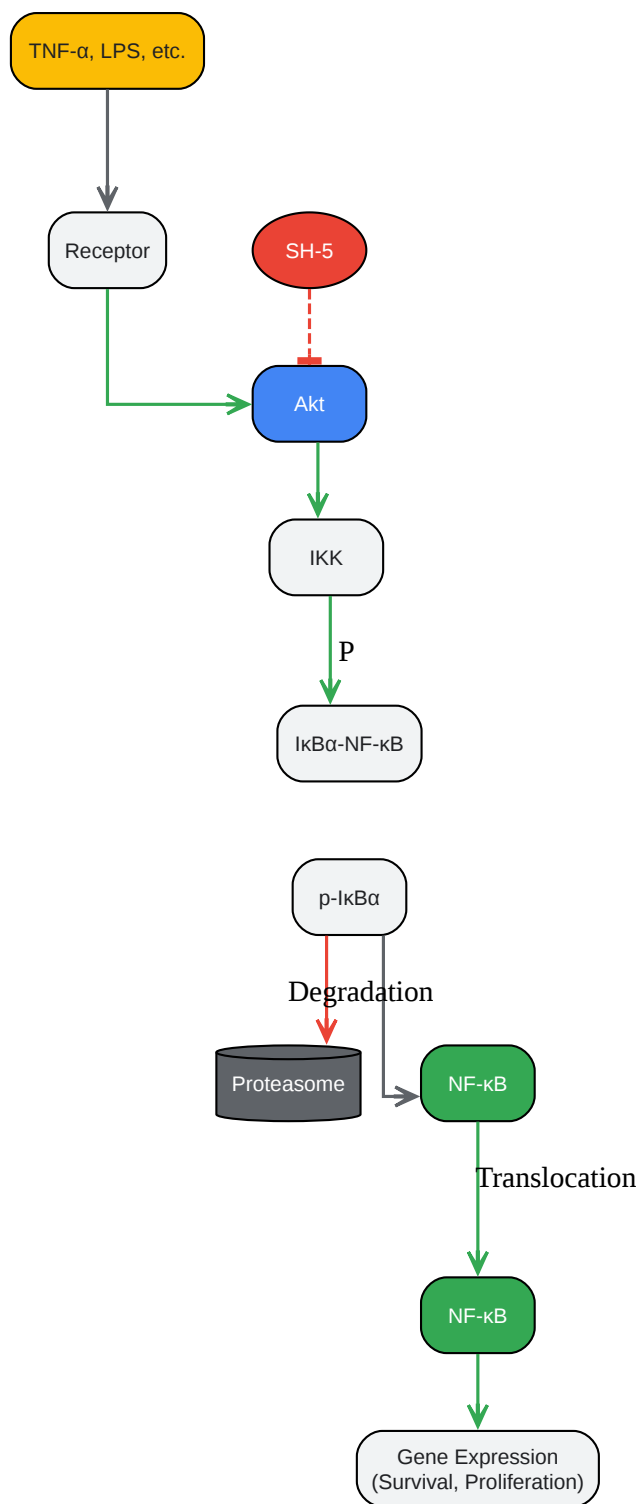 TNF-α, LPS, etc.
Receptor
SH-5
Akt
IKK
P
IκBα-NF-κB
p-IκBα
Degradation
Proteasome
NF-κB
Translocation
NF-κB
Gene Expression
(Survival, Proliferation)